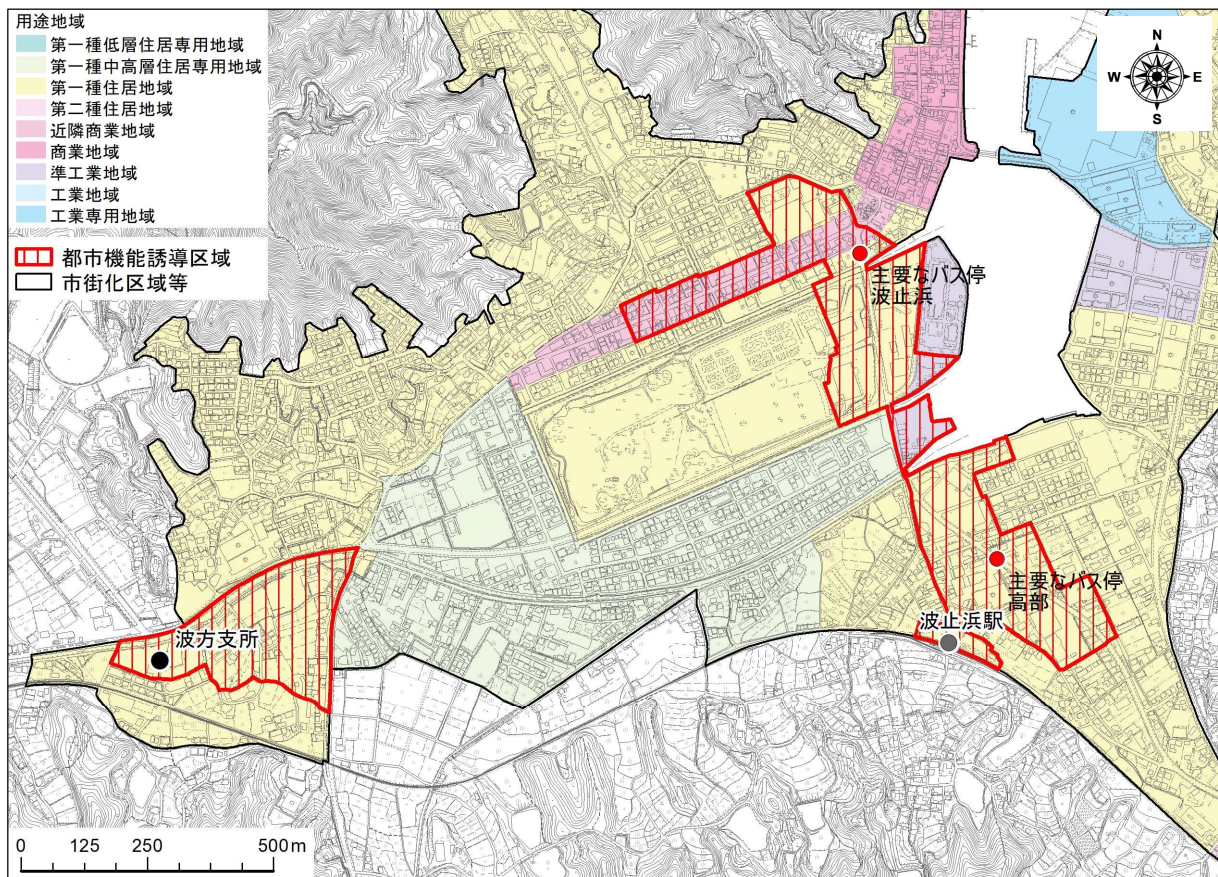 用途地域
第一種低層住居専用地域
第一種中高層住居専用地域
第一種住居地域
第二種住居地域
近隣商業地域
商業地域
準工業地域
工業地域
工業専用地域
都市機能誘導区域
市街化区域等
N
W
E
S
主要なバス停
波止浜
主要なバス停
高部
波止浜駅
波方支所
0 125 250 500m